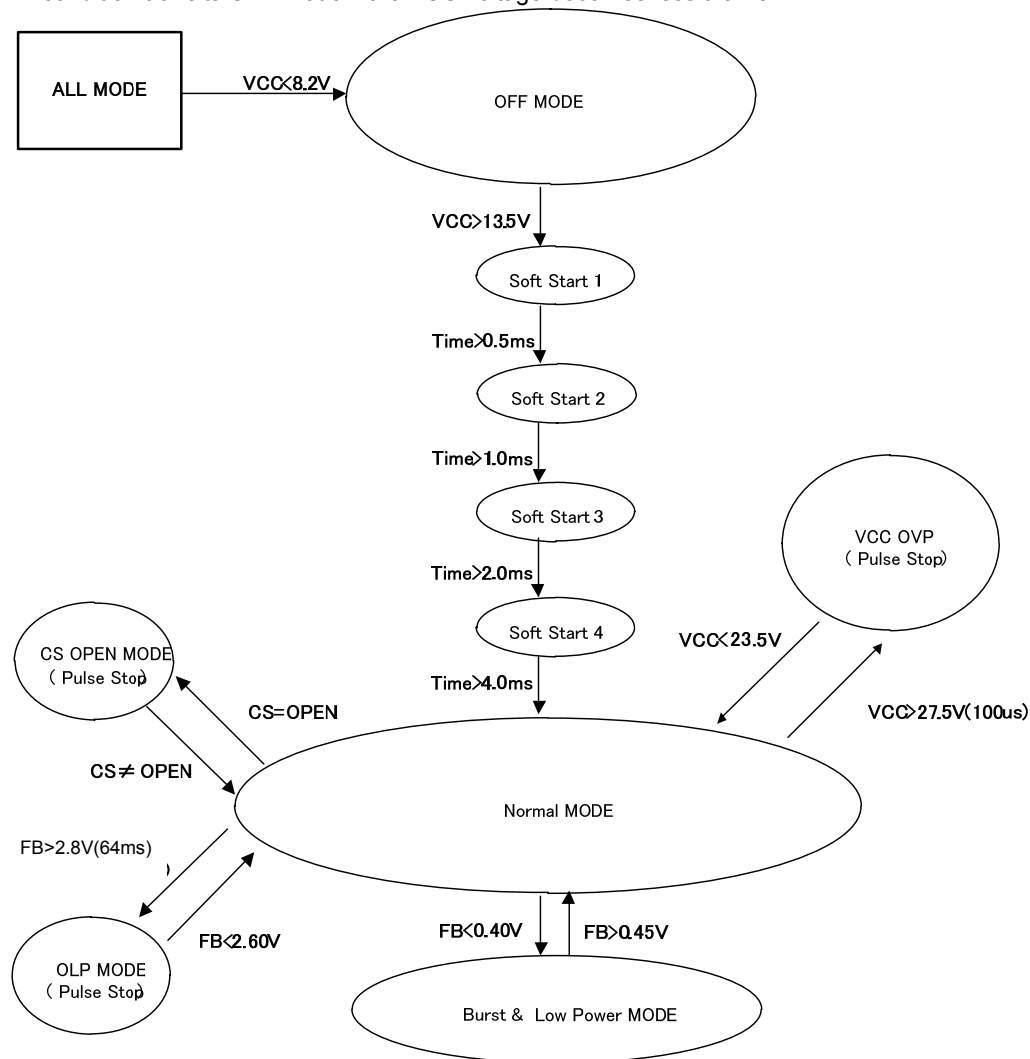 ALL MODE
VCC<8.2V
OFF MODE
VCC>13.5V
Soft Start 1
Time>0.5ms
Soft Start 2
Time>1.0ms
Soft Start 3
Time>2.0ms
Soft Start 4
Time>4.0ms
VCC OVP
( Pulse Stop)
VCC<23.5V
VCC>27.5V(100us)
CS OPEN MODE
( Pulse Stop)
CS=OPEN
CS≠ OPEN
Normal MODE
FB>2.8V(64ms)
)
FB<2.60V
OLP MODE
( Pulse Stop)
FB<0.40V
FB>0.45V
Burst & Low Power MODE